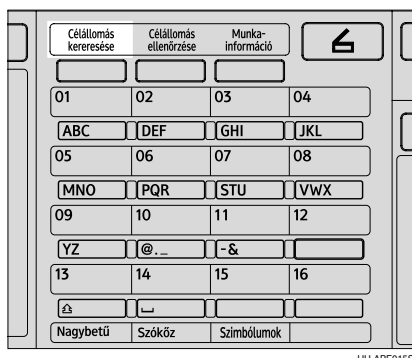 Célállomás Célállomás Munka-
kereresése ellenőrzése információ
01 02 03 04
ABC DEF GHI JKL
05 06 07 08
MNO PQR STU VWX
09 10 11 12
YZ @._ -&
13 14 15 16
Nagybetű Szóköz Szimbólumok